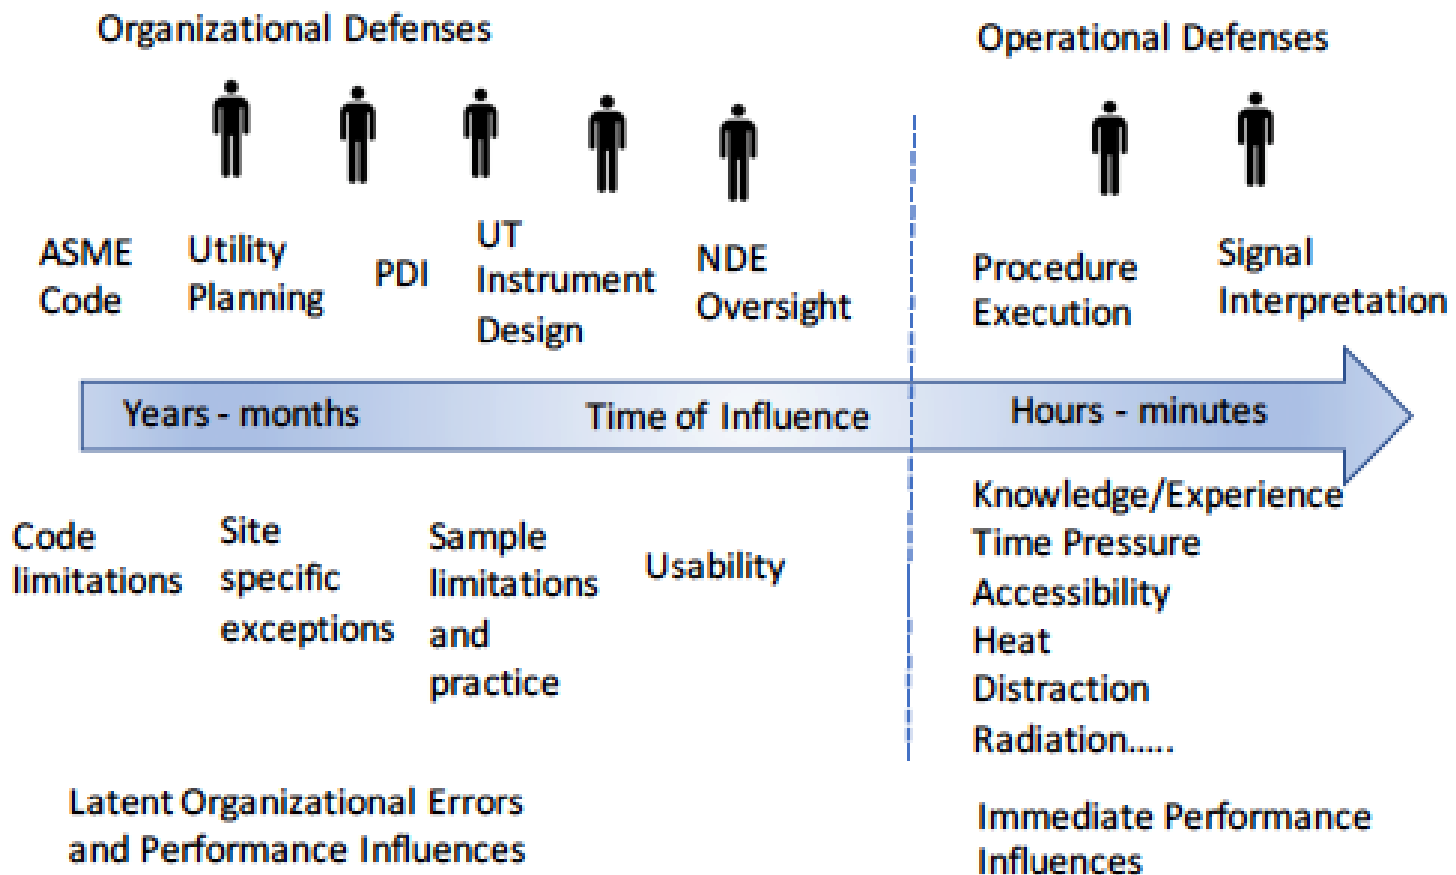 Organizational Defenses
Operational Defenses
ASME
Code
Utility
Planning
PDI
UT
Instrument
Design
NDE
Oversight
Procedure
Execution
Signal
Interpretation
Years - months
Time of Influence
Hours - minutes
Code
limitations
Site
specific
exceptions
Sample
limitations
and
practice
Usability
Knowledge/Experience
Time Pressure
Accessibility
Heat
Distraction
Radiation.....
Latent Organizational Errors
and Performance Influences
Immediate Performance
Influences